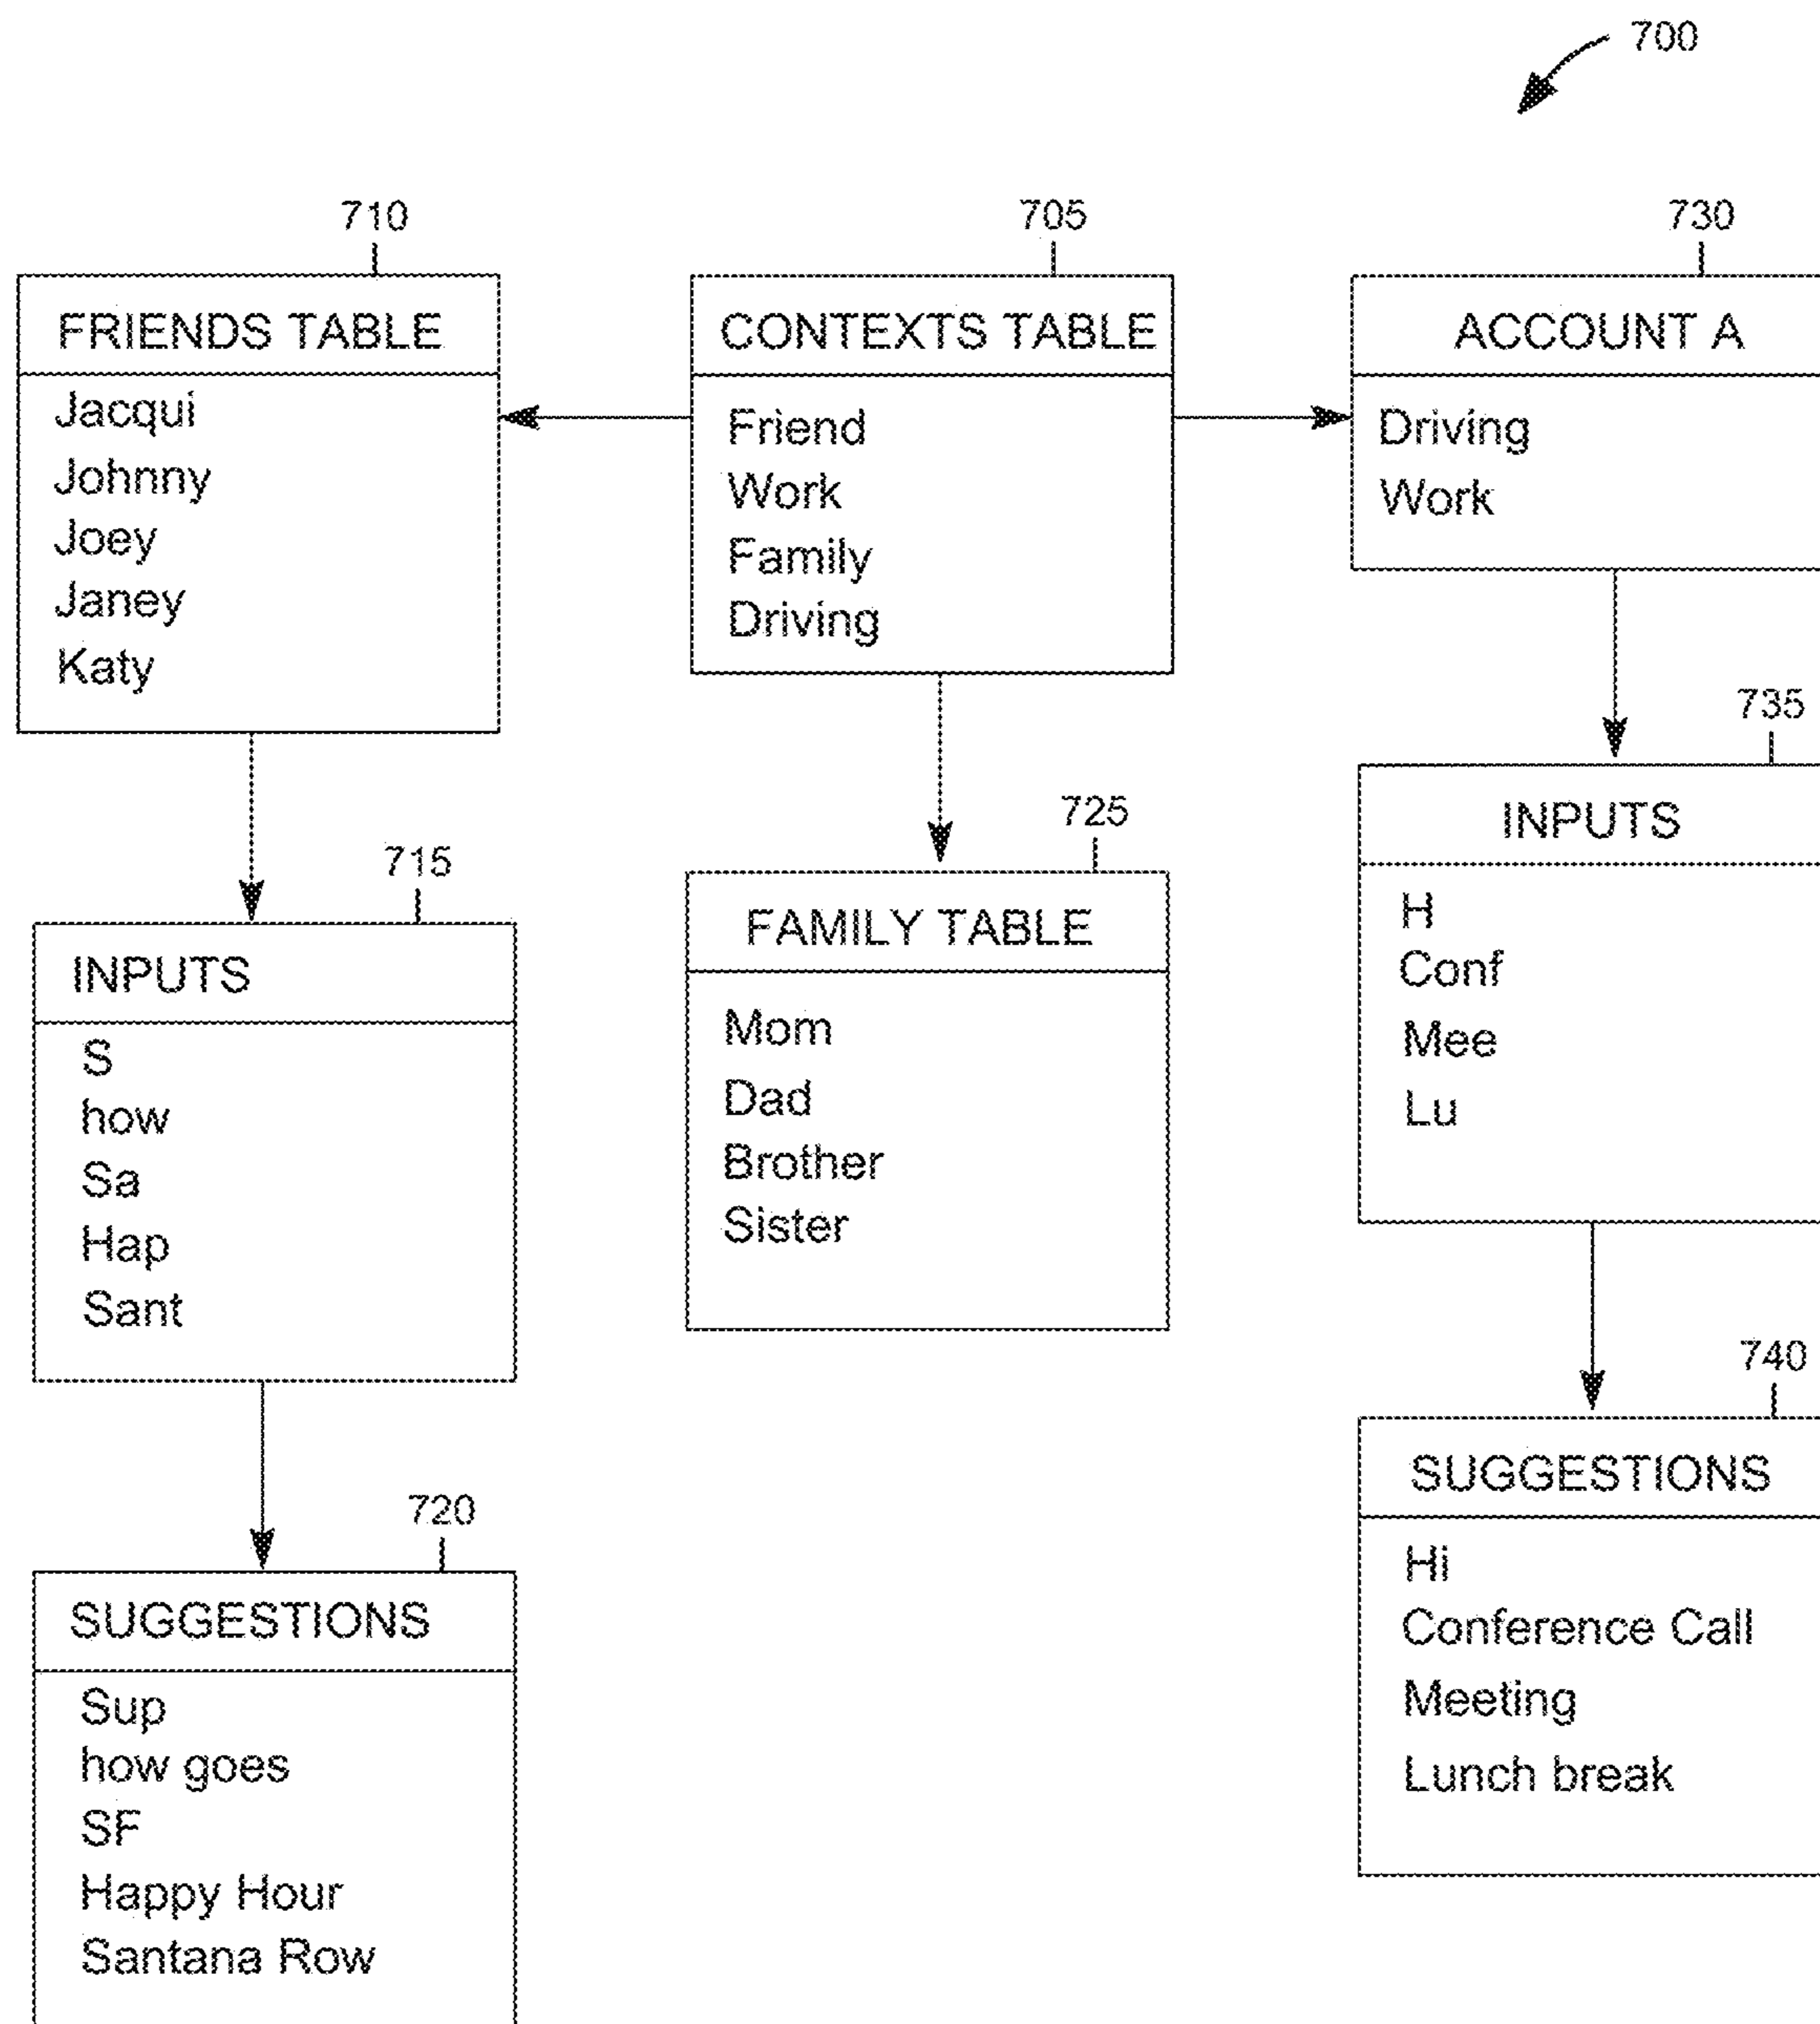 700
710
FRIENDS TABLE
Jacqui
Johnny
Joey
Janey
Katy
715
INPUTS
S
how
Sa
Hap
Sant
720
SUGGESTIONS
Sup
how goes
SF
Happy Hour
Santana Row
705
CONTEXTS TABLE
Friend
Work
Family
Driving
725
FAMILY TABLE
Mom
Dad
Brother
Sister
730
ACCOUNT A
Driving
Work
735
INPUTS
H
Conf
Mee
Lu
740
SUGGESTIONS
Hi
Conference Call
Meeting
Lunch break